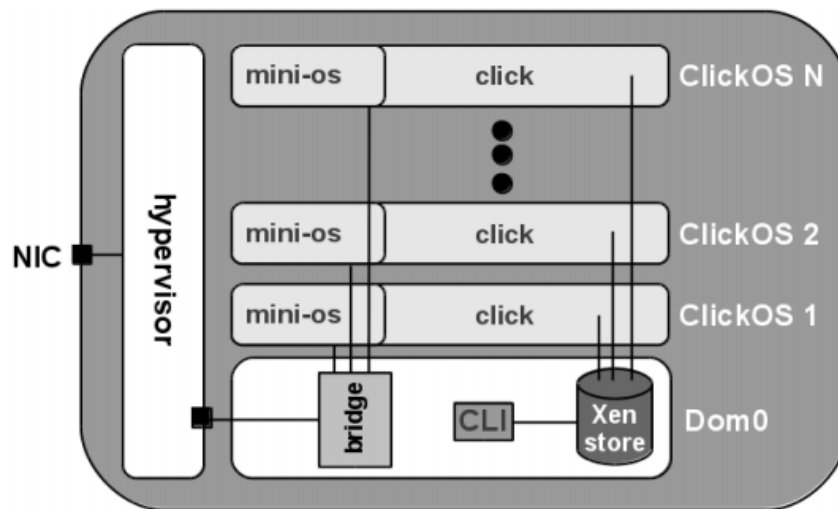 mini-os click ClickOS N
mini-os click ClickOS 2
mini-os click ClickOS 1
NIC
hypervisor
bridge
CLI
Xen
store
Dom0